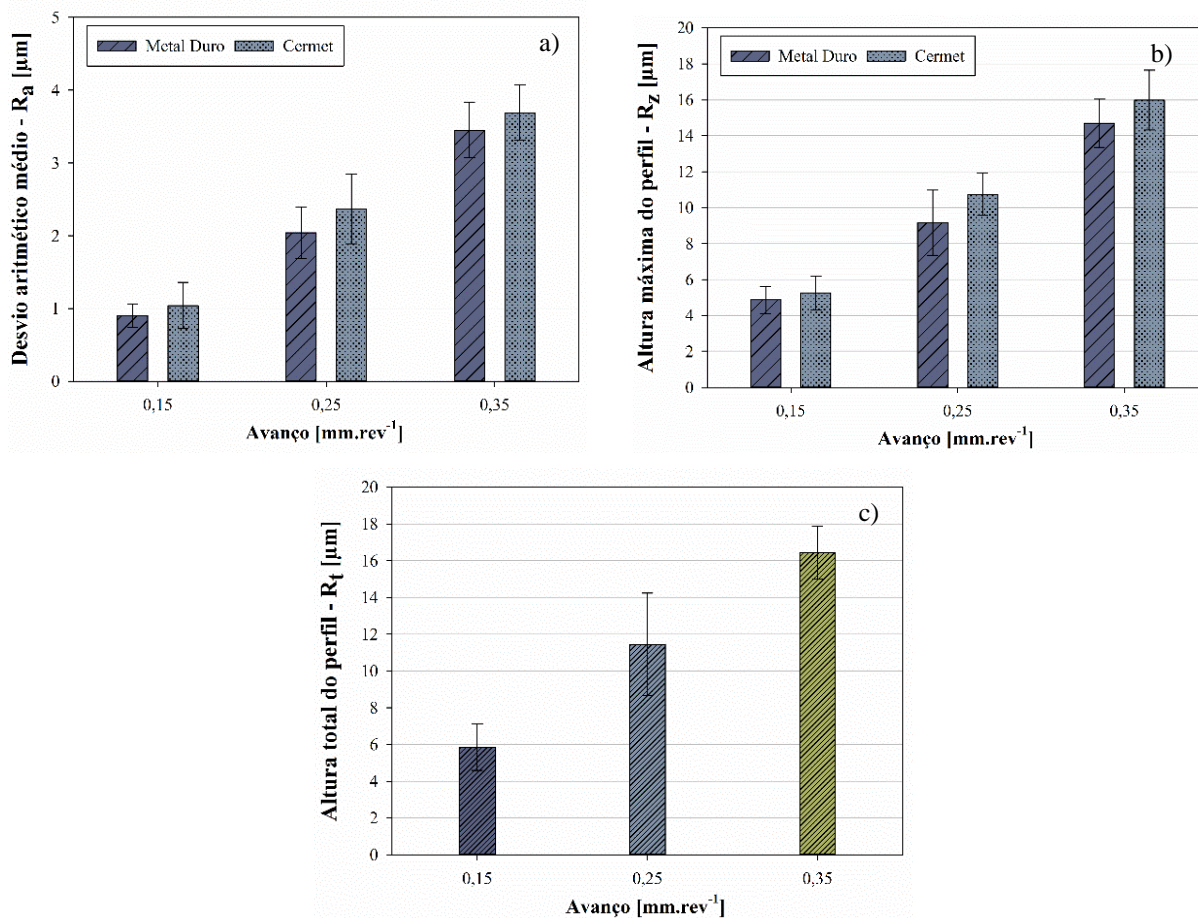 a)
Metal Duro
Cermet
Desvio aritmético médio - Ra [µm]
5
4
3
2
1
0
0,15
0,25
0,35
Avanço [mm.rev-1]
b)
Metal Duro
Cermet
Altura máxima do perfil - Rz [µm]
20
18
16
14
12
10
8
6
4
2
0
0,15
0,25
0,35
Avanço [mm.rev-1]
c)
Altura total do perfil - Rt [µm]
20
18
16
14
12
10
8
6
4
2
0
0,15
0,25
0,35
Avanço [mm.rev-1]